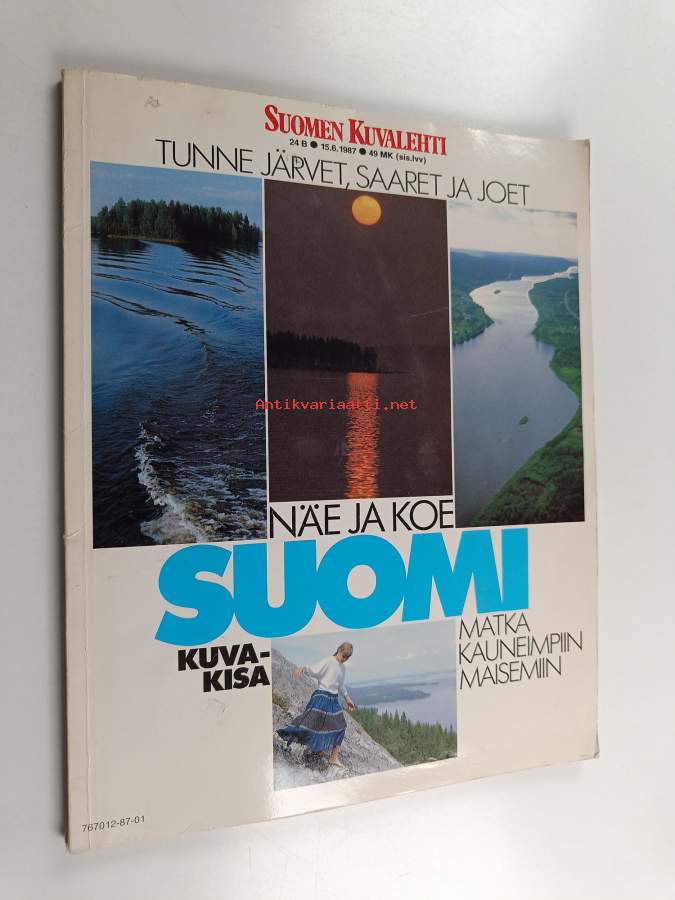 SUOMEN KUVALEHTI
24 B ● 15.6.1987 ● 49 MK (sis.lvv)
TUNNE JÄRVET, SAARET JA JOET
Antikvariaatti.net
NÄE JA KOE
SUOMI
KUVA-
KISA
MATKA
KAUNEIMPIIN
MAISEMIIN
767012-87-01